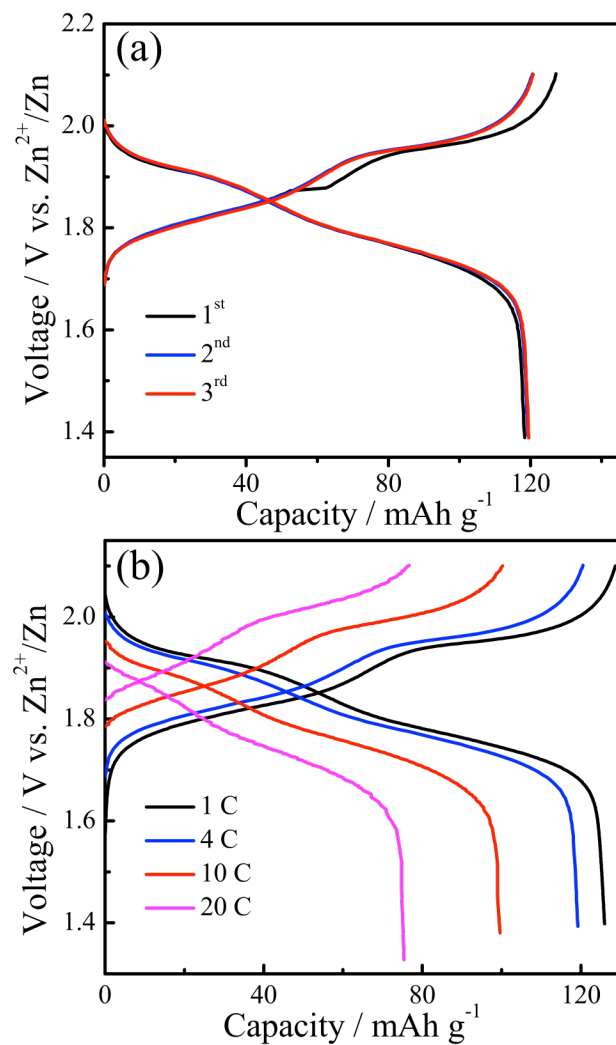 (a)
2.2
2.0
1.8
1.6
1.4
Voltage / V vs. Zn²⁺/Zn
1ˢᵗ
2ⁿᵈ
3ʳᵈ
0
40
80
120
Capacity / mAh g⁻¹
(b)
2.0
1.8
1.6
1.4
Voltage / V vs. Zn²⁺/Zn
1 C
4 C
10 C
20 C
0
40
80
120
Capacity / mAh g⁻¹